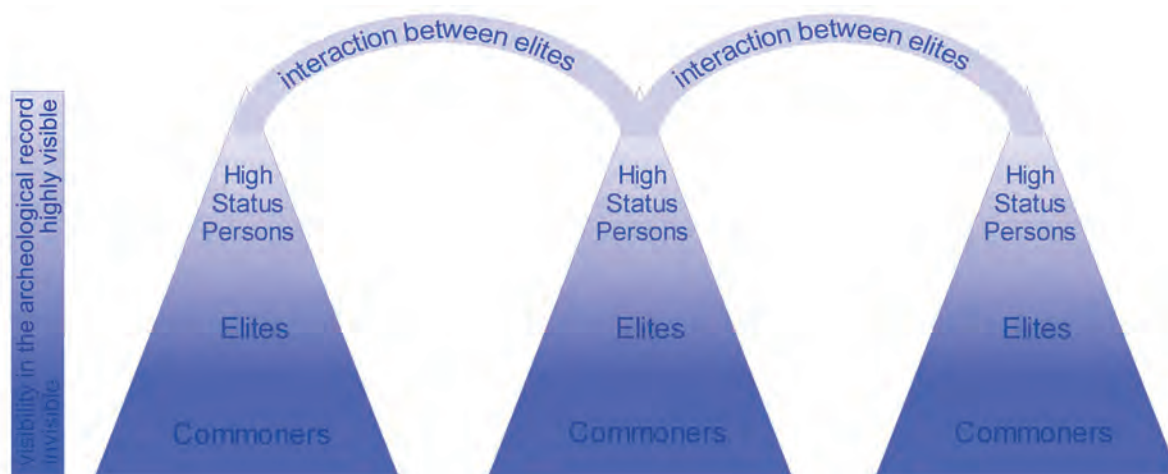 interaction between elites
interaction between elites
visibility in the archeological record
invisible
highly visible
High
Status
Persons
Elites
Commoners
High
Status
Persons
Elites
Commoners
High
Status
Persons
Elites
Commoners